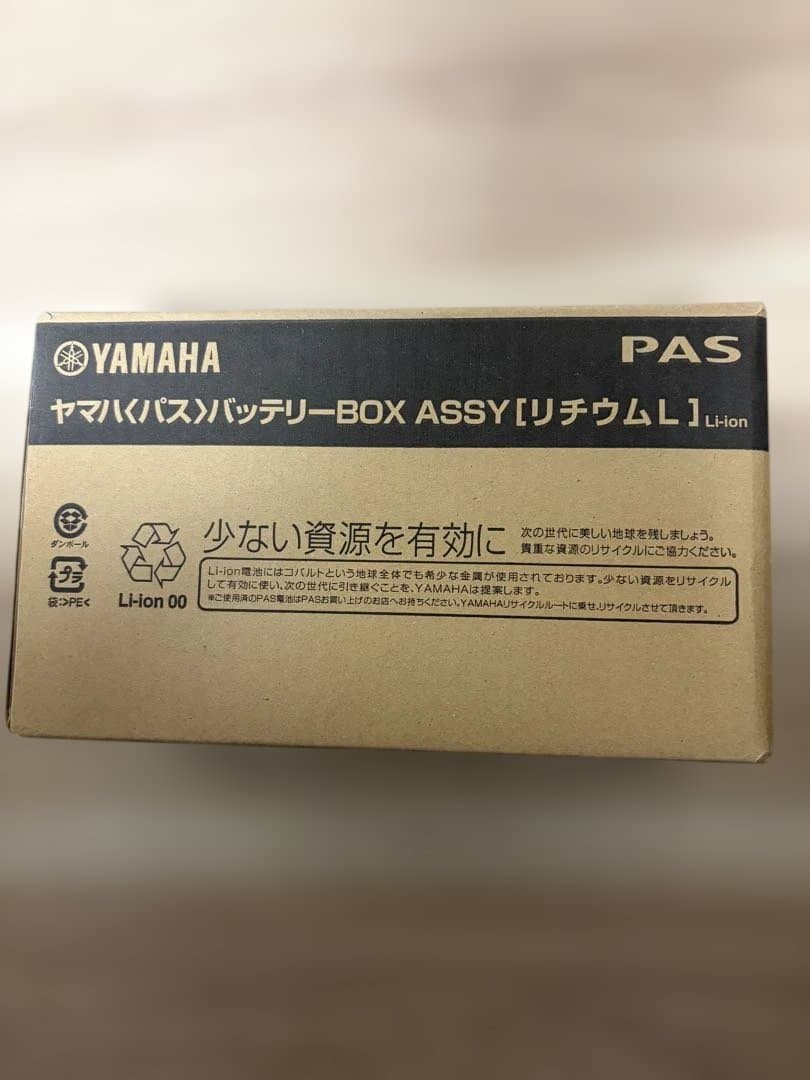 YAMAHA
PAS
ヤマハ〈パス〉バッテリーBOX ASSY[リチウムL] Li-ion
ダンボール
プラ
袋:>PE<
Li-ion 00
少ない資源を有効に
次の世代に美しい地球を残しましょう。
貴重な資源のリサイクルにご協力ください。
Li-ion電池にはコバルトという地球全体でも希少な金属が使用されております。少ない資源をリサイクル
して有効に使い、次の世代に引き継ぐことを、YAMAHAは提案します。
※ご使用済のPAS電池はPASお買い上げのお店へお持ちください。YAMAHAリサイクルルートに乗せ、リサイクルさせて頂きます。